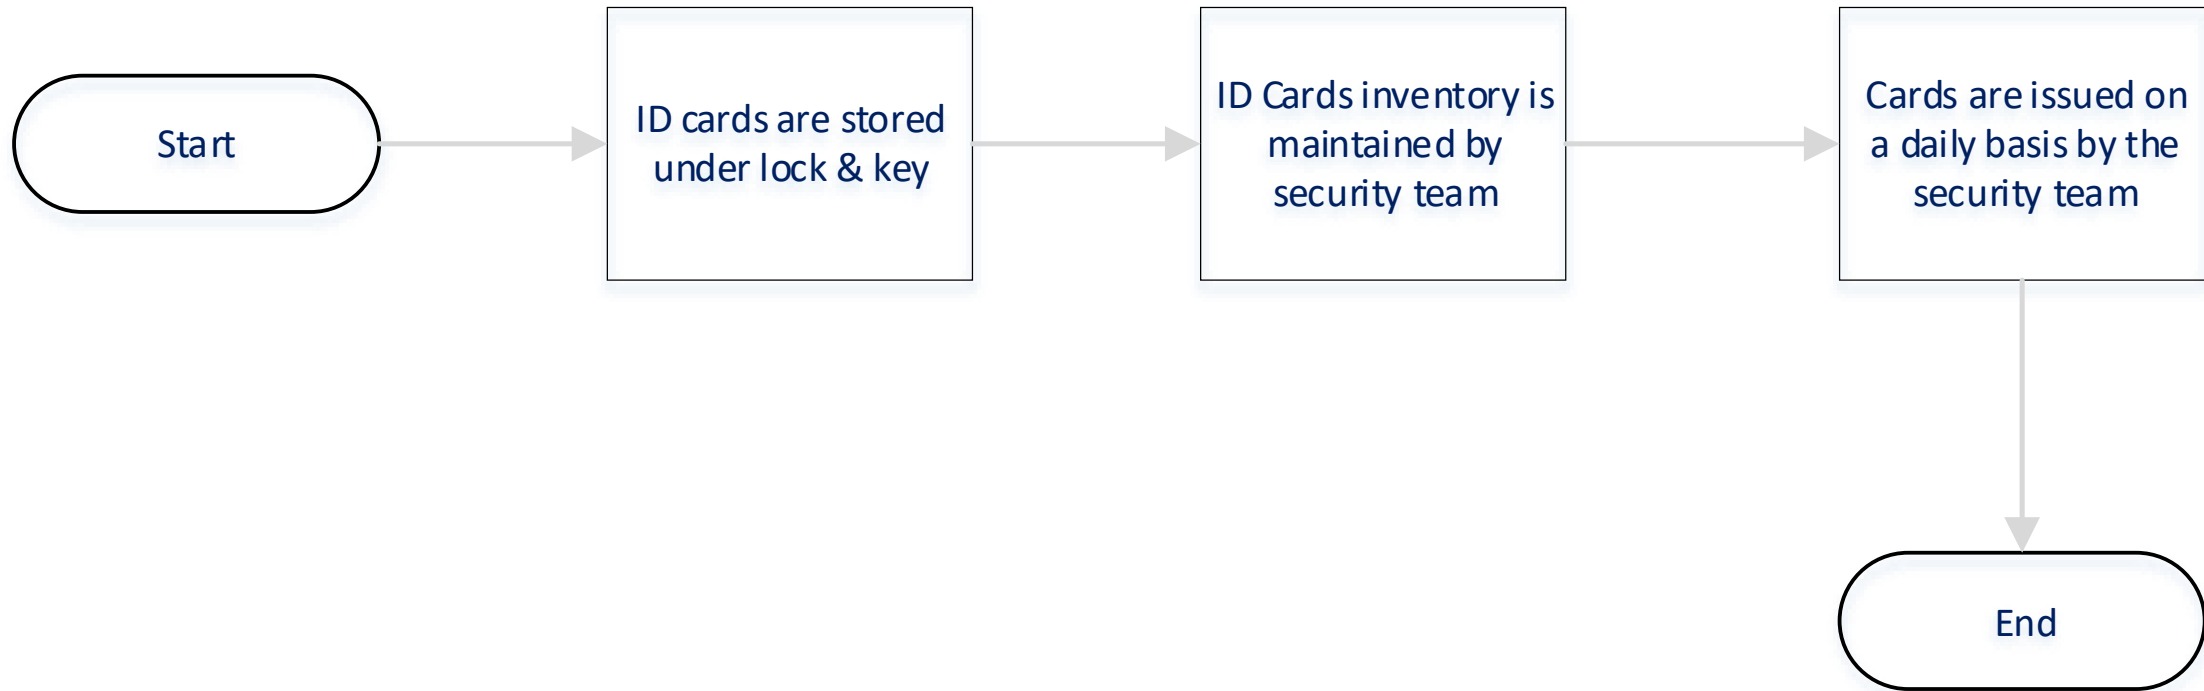 Start
ID cards are stored
under lock & key
ID Cards inventory is
maintained by
security team
Cards are issued on
a daily basis by the
security team
End